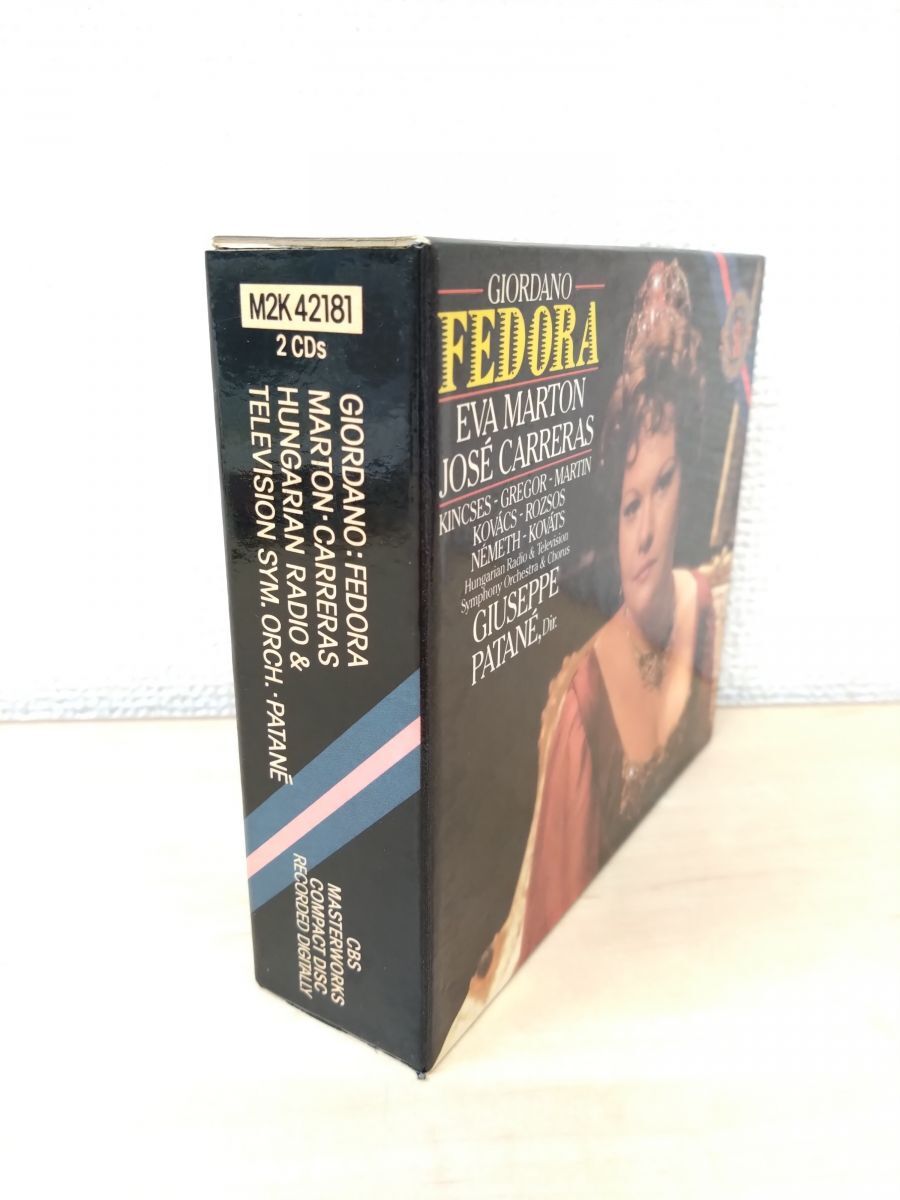 M2K 42181
2 CDs
GIORDANO: FEDORA
MARTON · CARRERAS
HUNGARIAN RADIO &
TELEVISION SYM. ORCH. · PATANÉ
CBS
MASTERWORKS
COMPACT DISC
RECORDED DIGITALLY
GIORDANO
FEDORA
EVA MARTON
JOSÉ CARRERAS
KINCSES - GREGOR - MARTIN
KOVÁCS - ROZSOS
NÉMETH - KOVÁTS
Hungarian Radio & Television
Symphony Orchestra & Chorus
GIUSEPPE
PATANÉ, Dir.